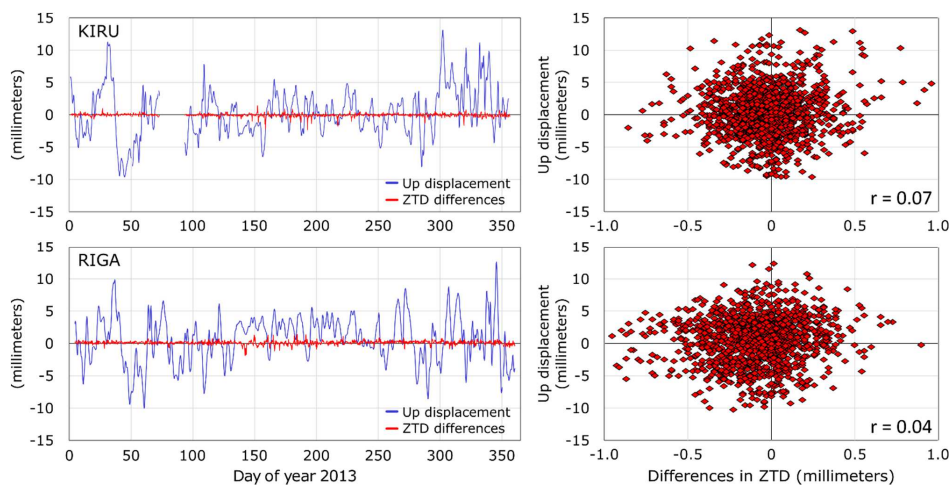 KIRU
15
10
5
0
-5
-10
15
(millimeters)
Up displacement
ZTD differences
0 50 100 150 200 250 300 350
15
10
5
0
-5
-10
15
Up displacement
(millimeters)
r = 0.07
-1.0 -0.5 0 0.5 1.0
RIGA
15
10
5
0
-5
-10
15
(millimeters)
Up displacement
ZTD differences
0 50 100 150 200 250 300 350
Day of year 2013
15
10
5
0
-5
-10
15
Up displacement
(millimeters)
r = 0.04
-1.0 -0.5 0 0.5 1.0
Differences in ZTD (millimeters)